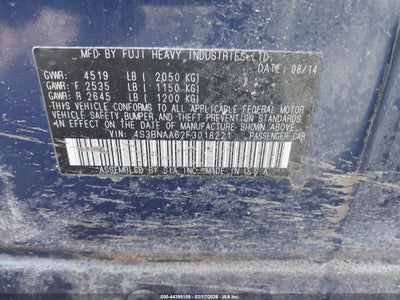 MFD BY FUJI HEAVY INDUSTRIES LTD.
DATE: 08/14
GVWR: 4519 LB ( 2050 KG)
GAWR: F 2535 LB ( 1150 KG)
GAWR: R 2645 LB ( 1200 KG)
THIS VEHICLE CONFORMS TO ALL APPLICABLE FEDERAL MOTOR
VEHICLE SAFETY, BUMPER, AND THEFT PREVENTION STANDARDS
IN EFFECT ON THE DATE OF MANUFACTURE SHOWN ABOVE.
VIN: 4S3BNAA62F3018221 PASSENGER CAR
ASSEMBLED BY SIA, INC. MADE IN U.S.A.
000-44398155 - 02/17/2026 - IAA Inc.